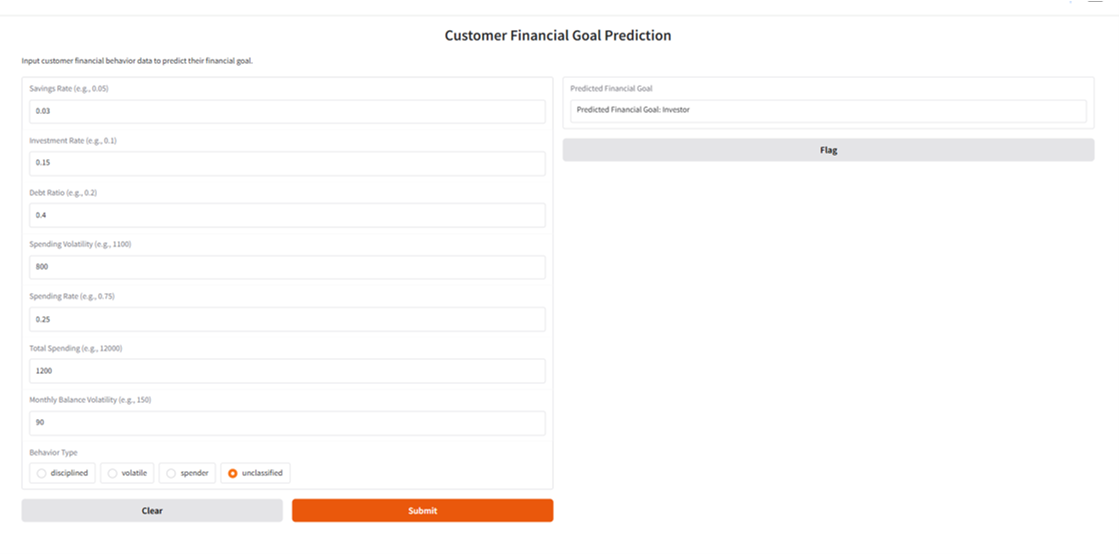 Customer Financial Goal Prediction
Input customer financial behavior data to predict their financial goal.
Savings Rate (e.g., 0.05)
0.03
Investment Rate (e.g., 0.1)
0.15
Debt Ratio (e.g., 0.2)
0.4
Spending Volatility (e.g., 1100)
800
Spending Rate (e.g., 0.75)
0.25
Total Spending (e.g., 12000)
1200
Monthly Balance Volatility (e.g., 150)
90
Behavior Type
disciplined volatile spender unclassified
Clear Submit
Predicted Financial Goal
Predicted Financial Goal: Investor
Flag